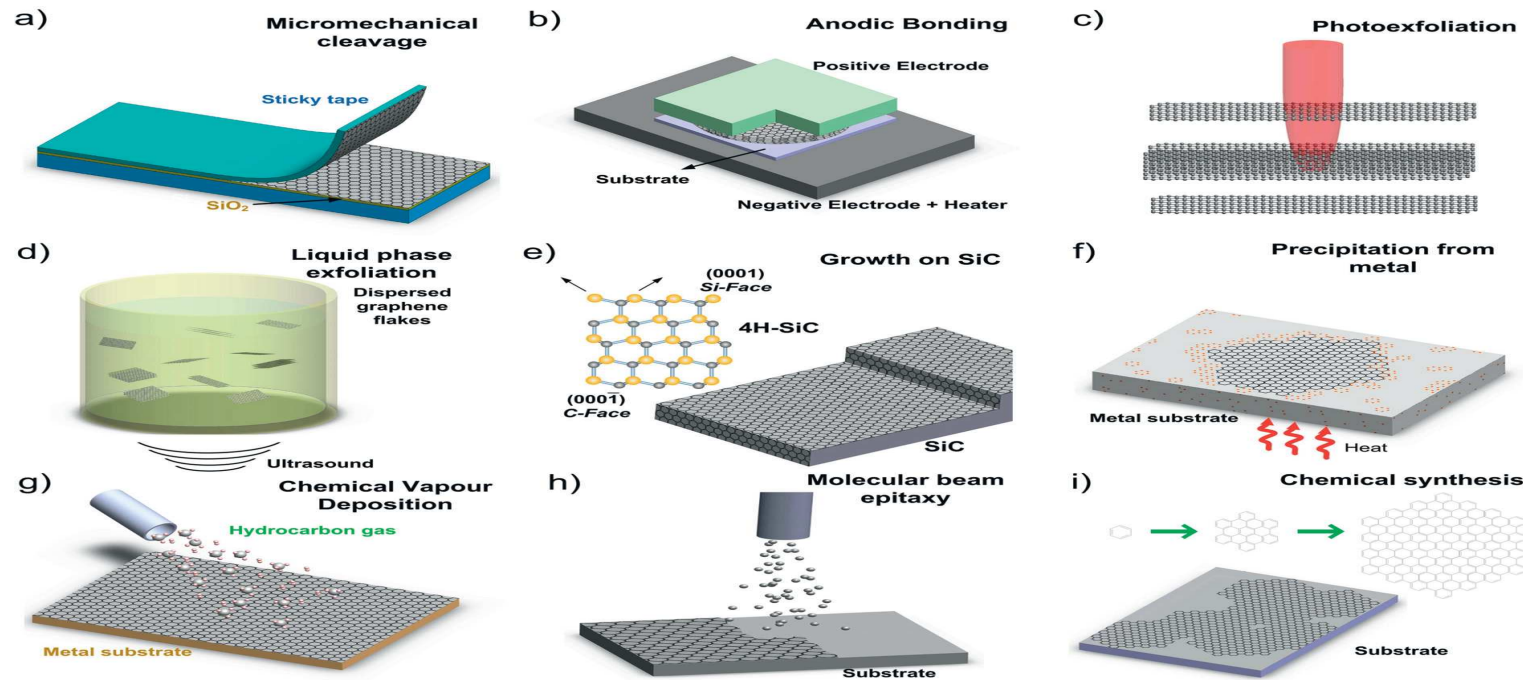 a)
Micromechanical
cleavage
Sticky tape
SiO₂
b)
Anodic Bonding
Positive Electrode
Substrate
Negative Electrode + Heater
c)
Photoexfoliation
d)
Liquid phase
exfoliation
Dispersed
graphene
flakes
Ultrasound
e)
Growth on SiC
(0001)
Si-Face
4H-SiC
(0001̄)
C-Face
SiC
f)
Precipitation from
metal
Metal substrate
Heat
g)
Chemical Vapour
Deposition
Hydrocarbon gas
Metal substrate
h)
Molecular beam
epitaxy
Substrate
i)
Chemical synthesis
Substrate